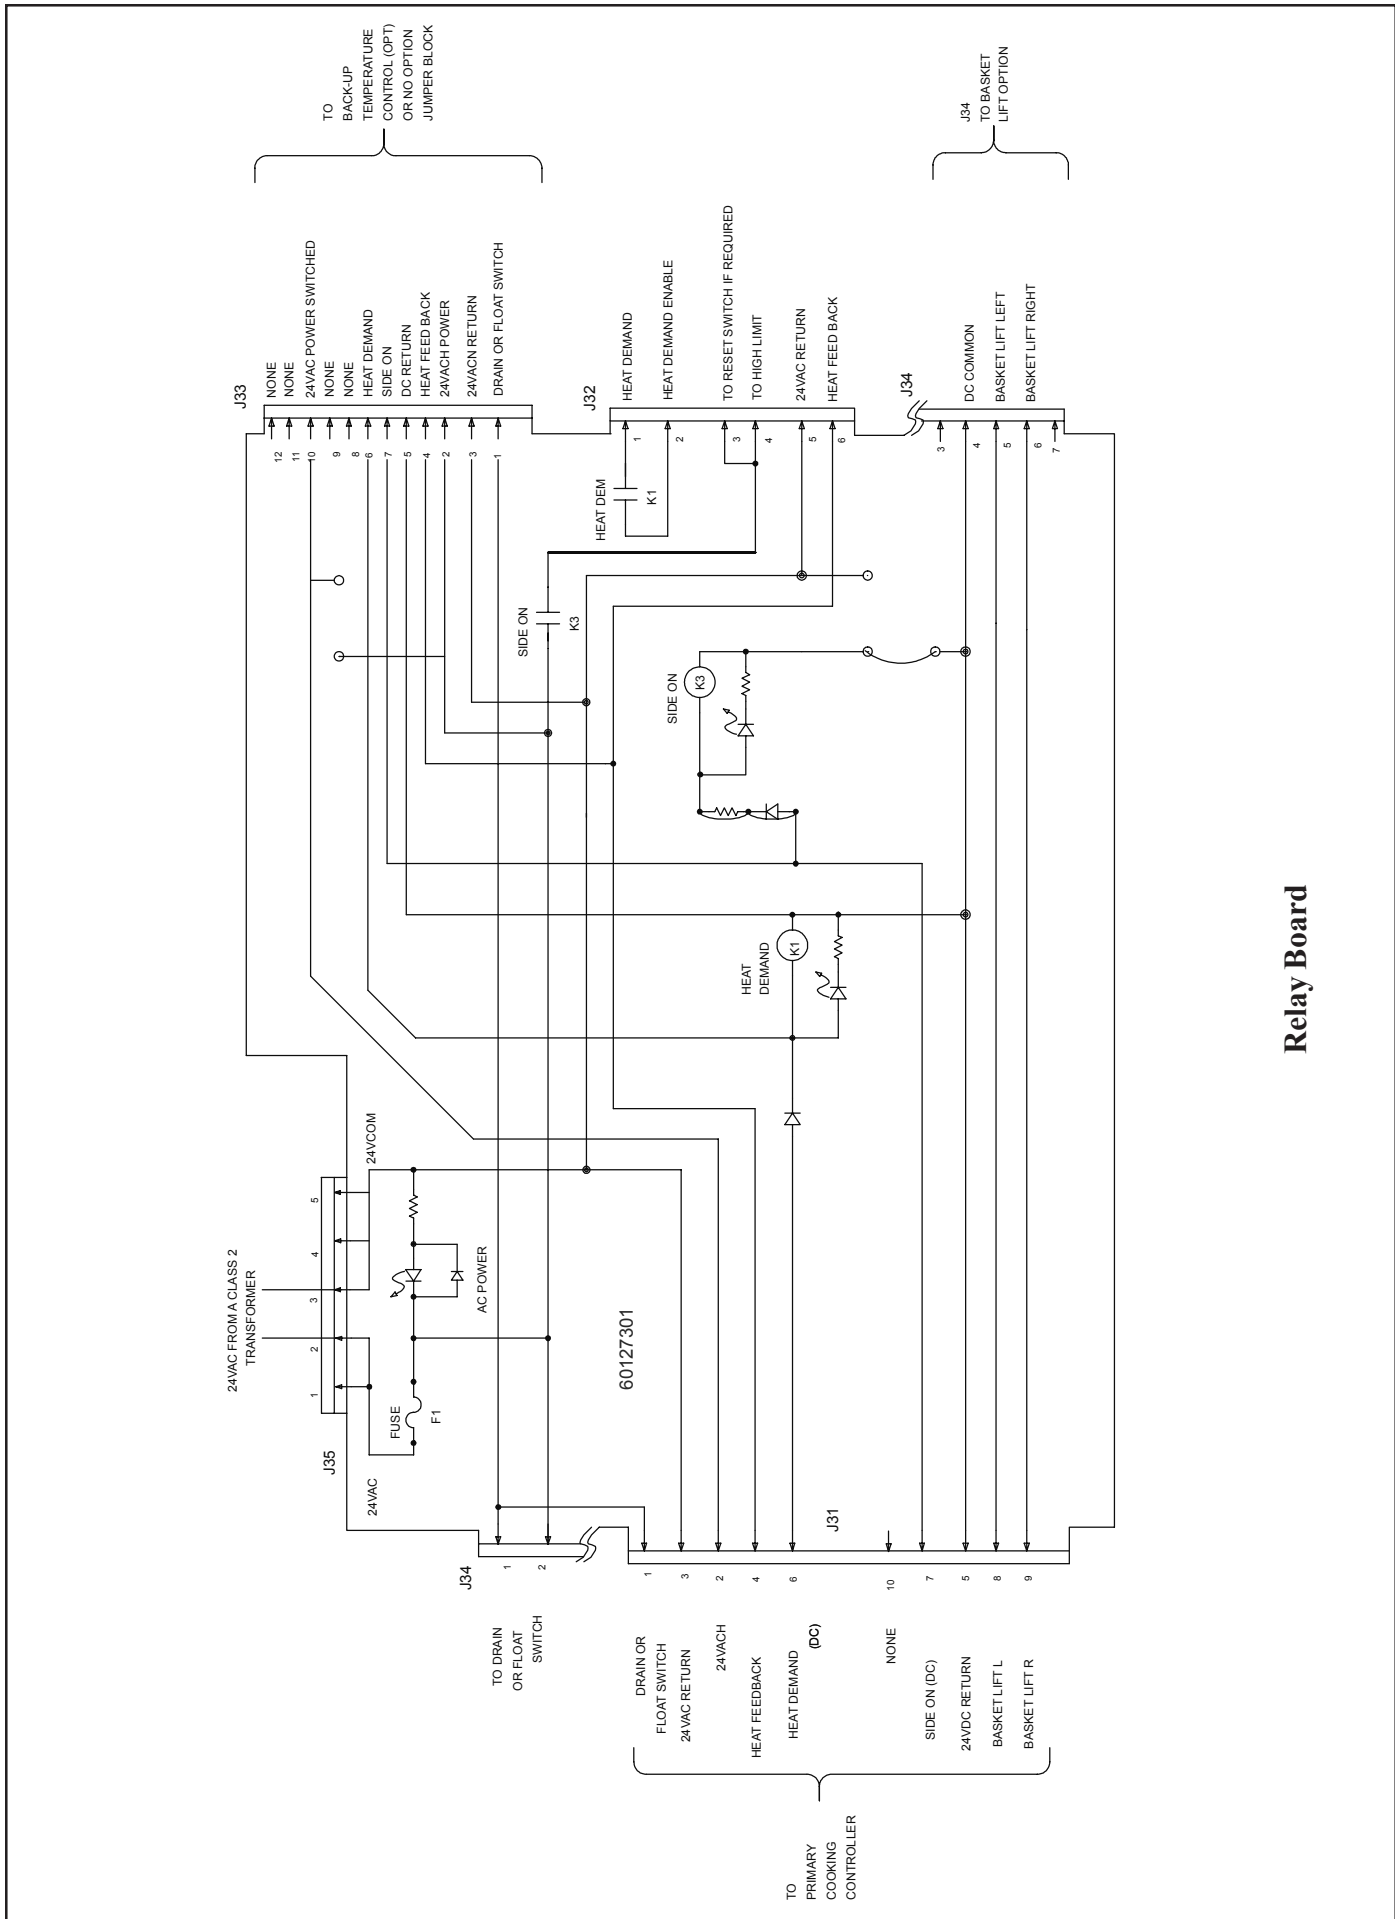 TO
BACK-UP
TEMPERATURE
CONTROL (OPT)
OR NO OPTION
JUMPER BLOCK
J33
NONE
NONE
24VAC POWER SWITCHED
NONE
NONE
HEAT DEMAND
SIDE ON
DC RETURN
HEAT FEED BACK
24VACH POWER
24VACN RETURN
DRAIN OR FLOAT SWITCH
12
11
10
9
8
6
7
5
4
2
3
1
J32
HEAT DEMAND
HEAT DEMAND ENABLE
TO RESET SWITCH IF REQUIRED
TO HIGH LIMIT
24VAC RETURN
HEAT FEED BACK
1
2
3
4
5
6
HEAT DEM
K1
J34
TO BASKET
LIFT OPTION
J34
DC COMMON
BASKET LIFT LEFT
BASKET LIFT RIGHT
3
4
5
6
7
SIDE ON
K3
SIDE ON
K3
HEAT
DEMAND
K1
24VAC FROM A CLASS 2
TRANSFORMER
24VCOM
1
2
3
4
5
J35
24VAC
FUSE
F1
AC POWER
60127301
J34
1
2
TO DRAIN
OR FLOAT
SWITCH
J31
1
3
2
4
6
10
7
5
8
9
DRAIN OR
FLOAT SWITCH
24VAC RETURN
24VACH
HEAT FEEDBACK
HEAT DEMAND
(DC)
NONE
SIDE ON (DC)
24VDC RETURN
BASKET LIFT L
BASKET LIFT R
TO
PRIMARY
COOKING
CONTROLLER
Relay Board